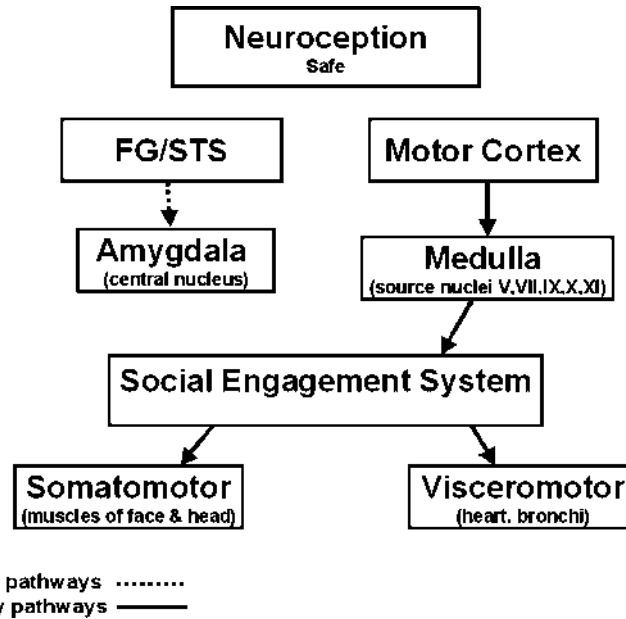 Neuroception
Safe
FG/STS
Motor Cortex
Amygdala
(central nucleus)
Medulla
(source nuclei V,VII,IX,X,XI)
Social Engagement System
Somatomotor
(muscles of face & head)
Visceromotor
(heart. bronchi)
pathways
pathways